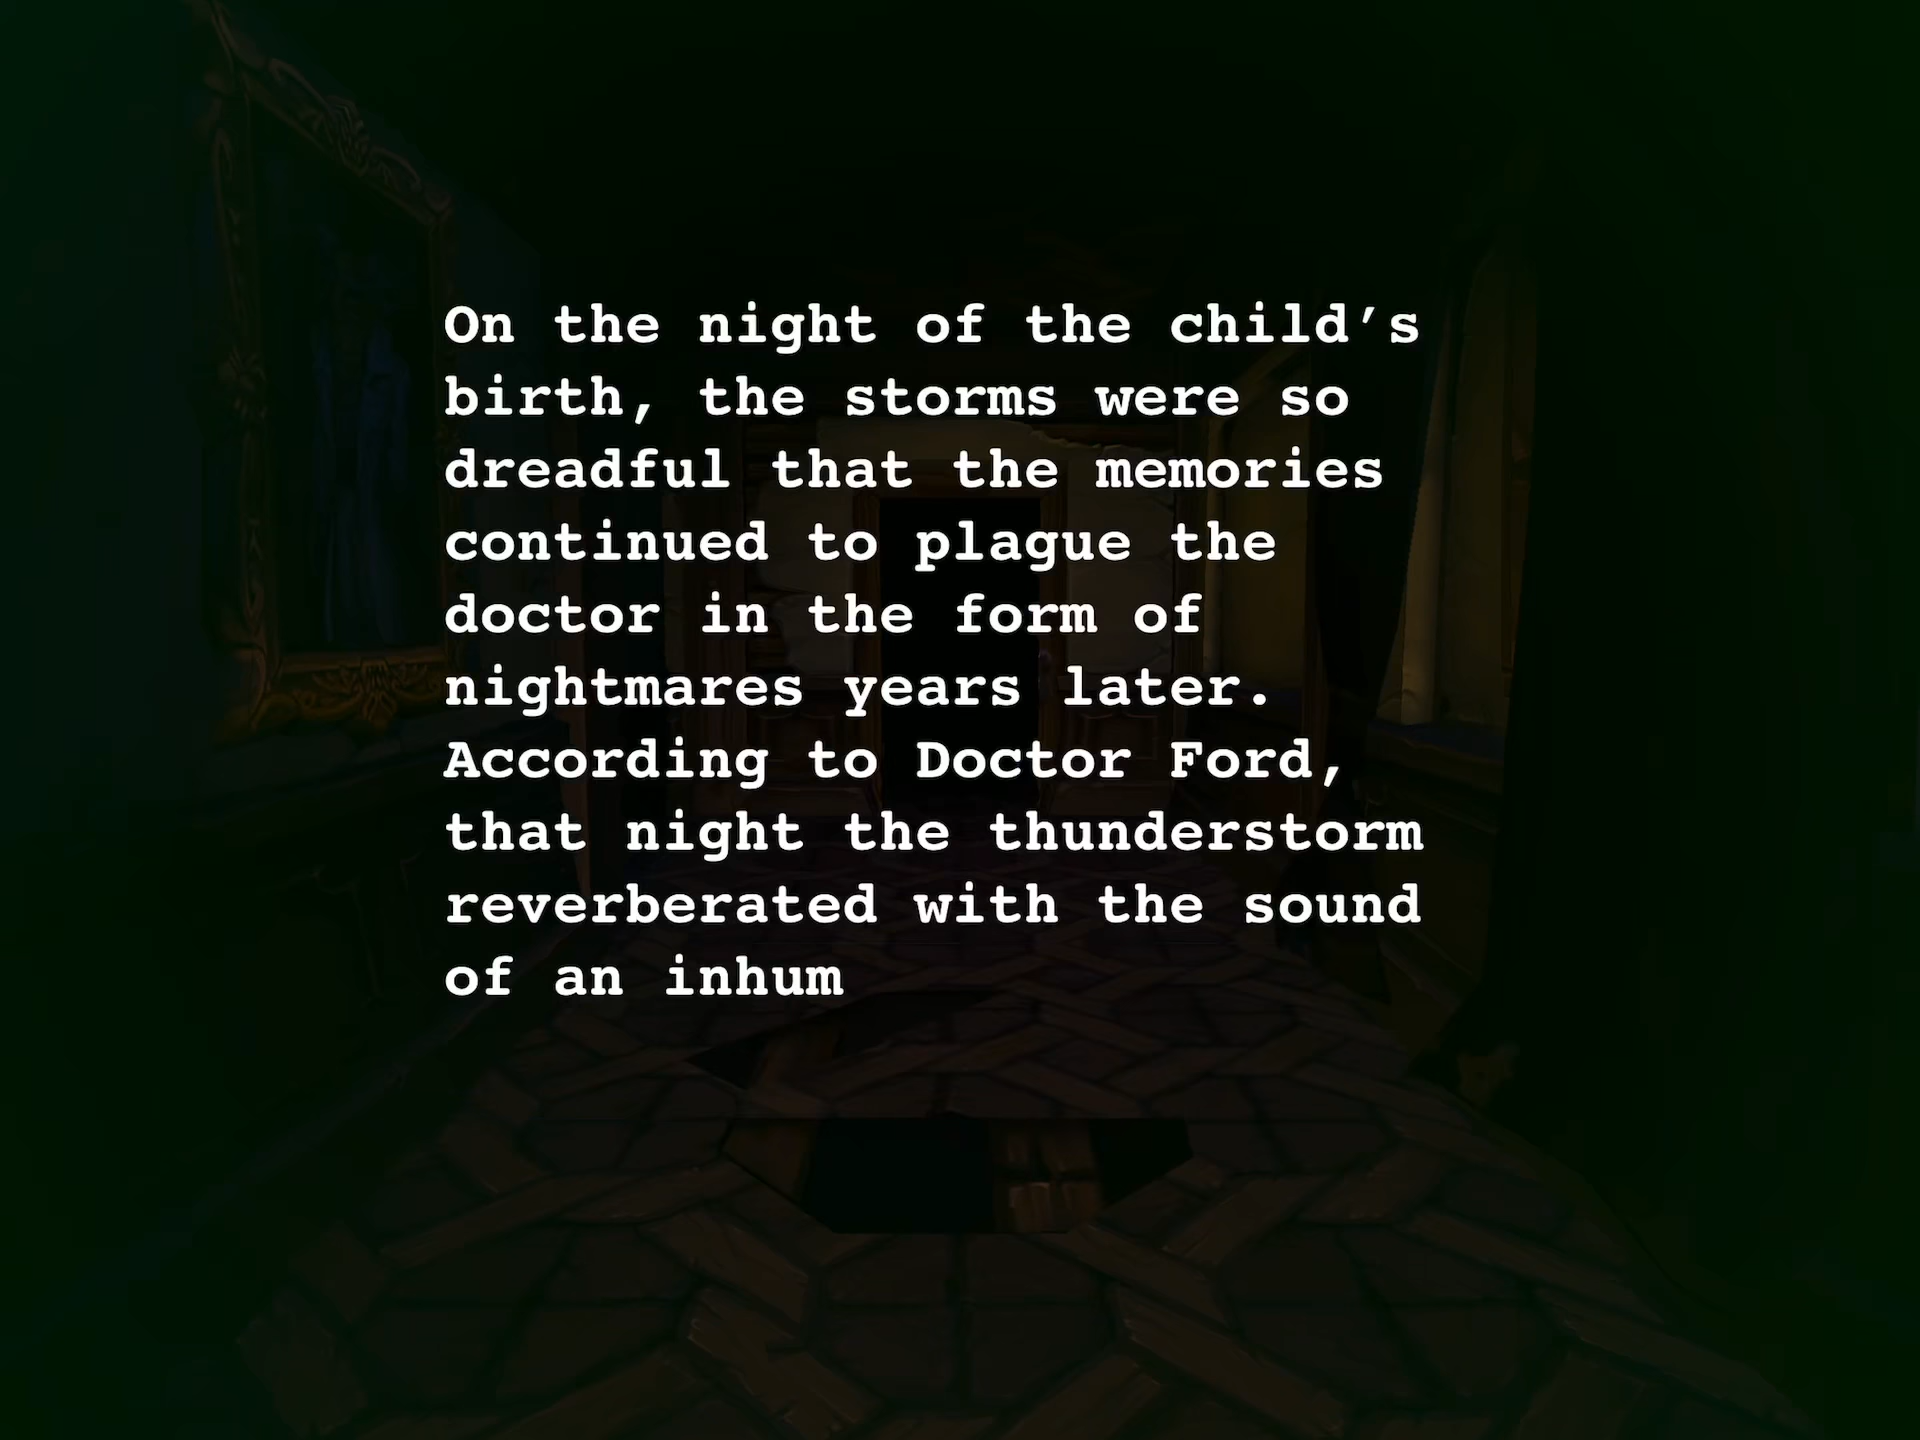 On the night of the child’s
birth, the storms were so
dreadful that the memories
continued to plague the
doctor in the form of
nightmares years later.
According to Doctor Ford,
that night the thunderstorm
reverberated with the sound
of an inhum